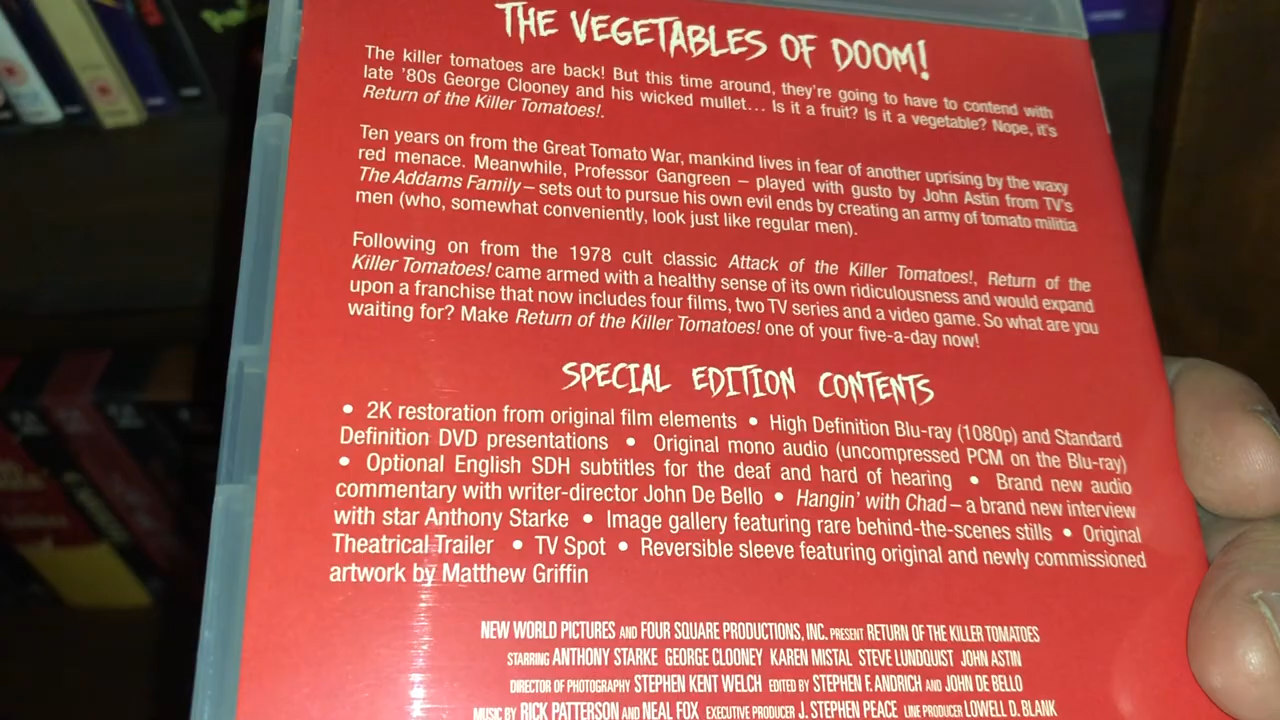 THE VEGETABLES OF DOOM!
The killer tomatoes are back! But this time around, they're going to have to contend with
late '80s George Clooney and his wicked mullet... Is it a fruit? Is it a vegetable? Nope, it's
Return of the Killer Tomatoes!.
Ten years on from the Great Tomato War, mankind lives in fear of another uprising by the waxy
red menace. Meanwhile, Professor Gangreen – played with gusto by John Astin from TV's
The Addams Family – sets out to pursue his own evil ends by creating an army of tomato militia
men (who, somewhat conveniently, look just like regular men).
Following on from the 1978 cult classic Attack of the Killer Tomatoes!, Return of the
Killer Tomatoes! came armed with a healthy sense of its own ridiculousness and would expand
upon a franchise that now includes four films, two TV series and a video game. So what are you
waiting for? Make Return of the Killer Tomatoes! one of your five-a-day now!
SPECIAL EDITION CONTENTS
• 2K restoration from original film elements • High Definition Blu-ray (1080p) and Standard
Definition DVD presentations • Original mono audio (uncompressed PCM on the Blu-ray)
• Optional English SDH subtitles for the deaf and hard of hearing • Brand new audio
commentary with writer-director John De Bello • Hangin' with Chad – a brand new interview
with star Anthony Starke • Image gallery featuring rare behind-the-scenes stills • Original
Theatrical Trailer • TV Spot • Reversible sleeve featuring original and newly commissioned
artwork by Matthew Griffin
NEW WORLD PICTURES AND FOUR SQUARE PRODUCTIONS, INC. PRESENT RETURN OF THE KILLER TOMATOES
STARRING ANTHONY STARKE GEORGE CLOONEY KAREN MISTAL STEVE LUNDQUIST JOHN ASTIN
DIRECTOR OF PHOTOGRAPHY STEPHEN KENT WELCH EDITED BY STEPHEN F. ANDRICH AND JOHN DE BELLO
MUSIC BY RICK PATTERSON AND NEAL FOX EXECUTIVE PRODUCER J. STEPHEN PEACE LINE PRODUCER LOWELL D. BLANK